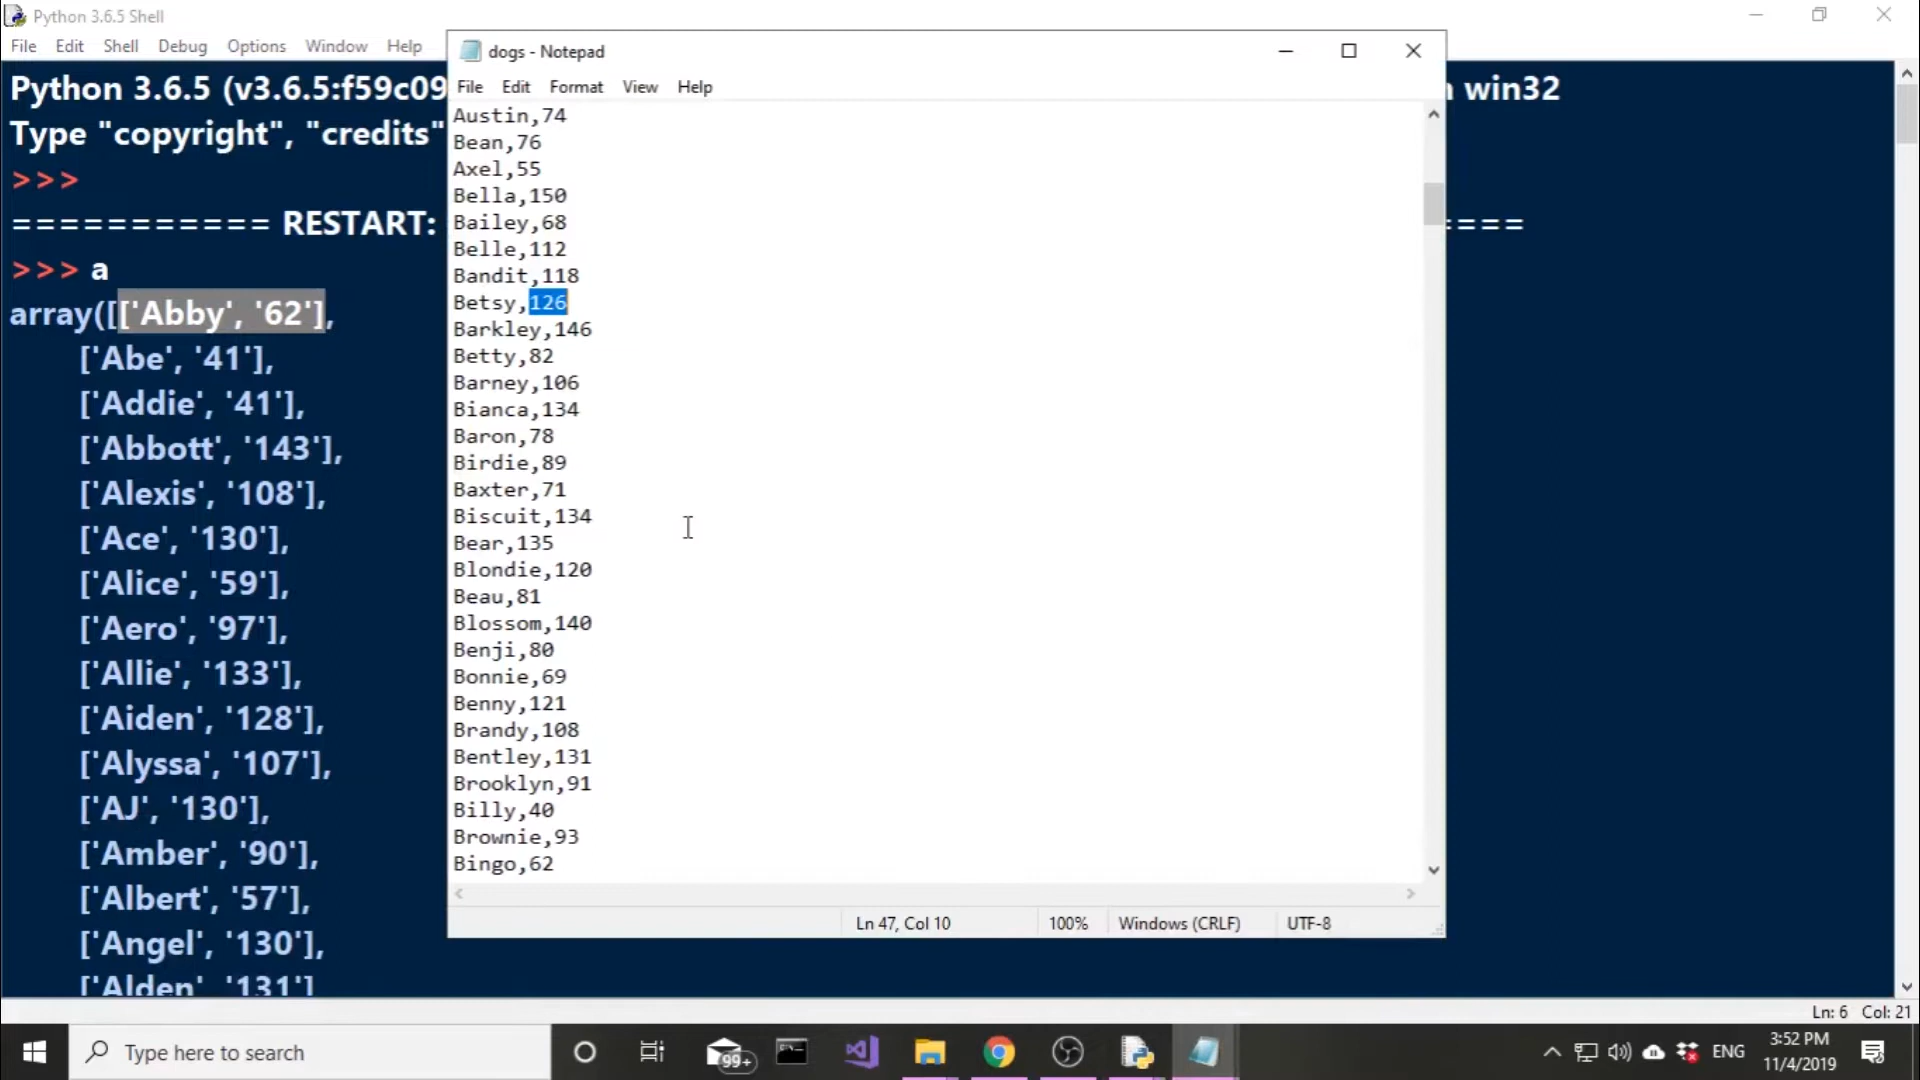 Python 3.6.5 Shell
File Edit Shell Debug Options Window Help
Python 3.6.5 (v3.6.5:f59c09
n win32
Type "copyright", "credits"
>>>
=========== RESTART:
====
>>> a
array([['Abby', '62'],
['Abe', '41'],
['Addie', '41'],
['Abbott', '143'],
['Alexis', '108'],
['Ace', '130'],
['Alice', '59'],
['Aero', '97'],
['Allie', '133'],
['Aiden', '128'],
['Alyssa', '107'],
['AJ', '130'],
['Amber', '90'],
['Albert', '57'],
['Angel', '130'],
['Alden', '131']
dogs - Notepad
File Edit Format View Help
Austin,74
Bean,76
Axel,55
Bella,150
Bailey,68
Belle,112
Bandit,118
Betsy,126
Barkley,146
Betty,82
Barney,106
Bianca,134
Baron,78
Birdie,89
Baxter,71
Biscuit,134
Bear,135
Blondie,120
Beau,81
Blossom,140
Benji,80
Bonnie,69
Benny,121
Brandy,108
Bentley,131
Brooklyn,91
Billy,40
Brownie,93
Bingo,62
Ln 47, Col 10 100% Windows (CRLF) UTF-8
Ln: 6 Col: 21
Type here to search
99+
ENG
3:52 PM
11/4/2019